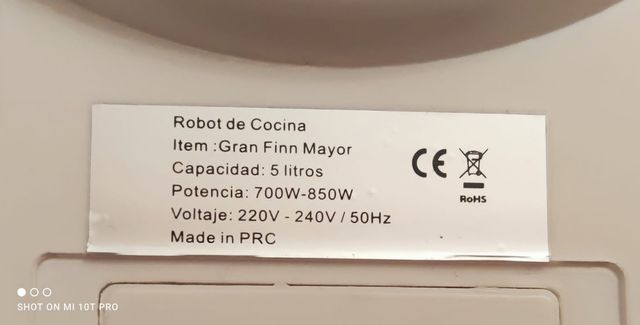 Robot de Cocina
Item :Gran Finn Mayor
Capacidad: 5 litros
Potencia: 700W-850W
Voltaje: 220V - 240V / 50Hz
Made in PRC
CE
RoHS
SHOT ON MI 10T PRO